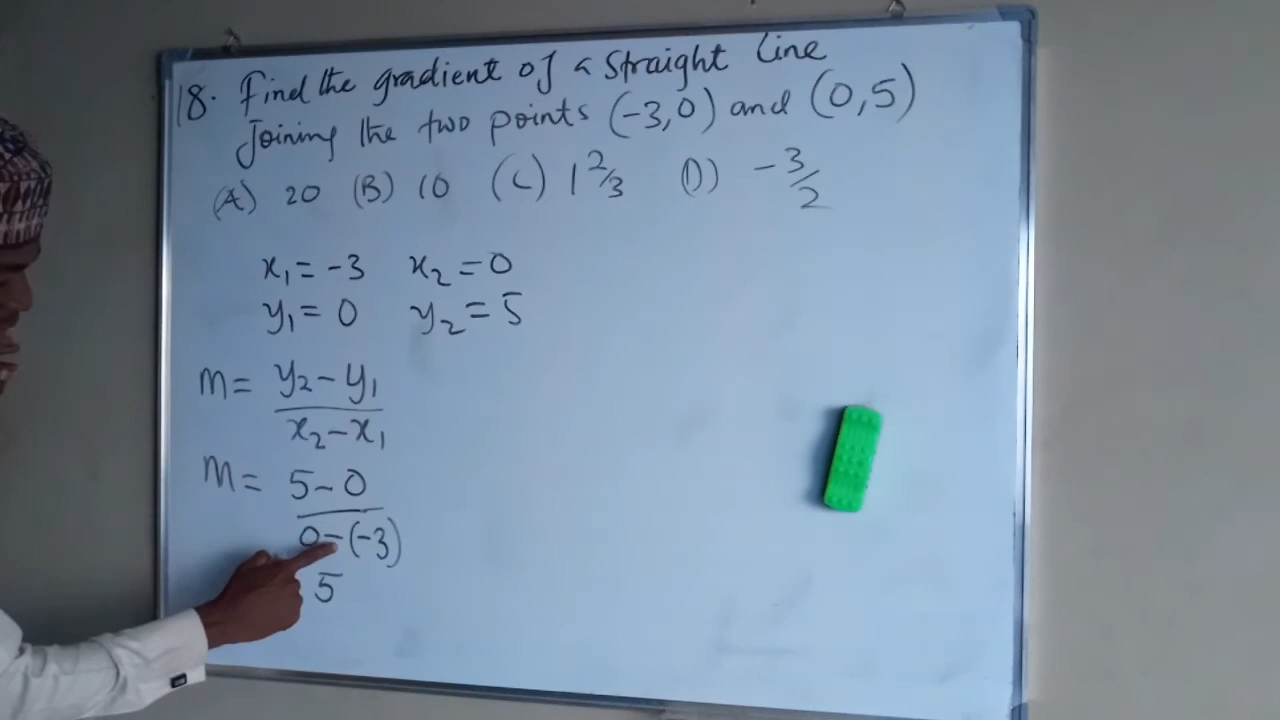 18. Find the gradient of a straight line
Joining the two points (-3,0) and (0,5)
(A) 20 (B) 10 (C) 1 2/3 D) -3/2
x₁ = -3 x₂ = 0
y₁ = 0 y₂ = 5
m = y₂ - y₁
x₂ - x₁
m = 5 - 0
0 - (-3)
5